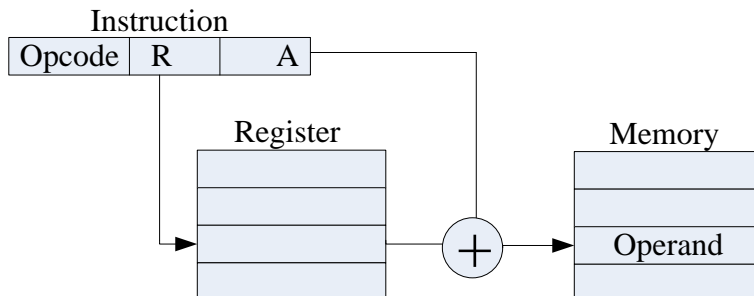 Instruction
Opcode R A
Register
Memory
+
Operand